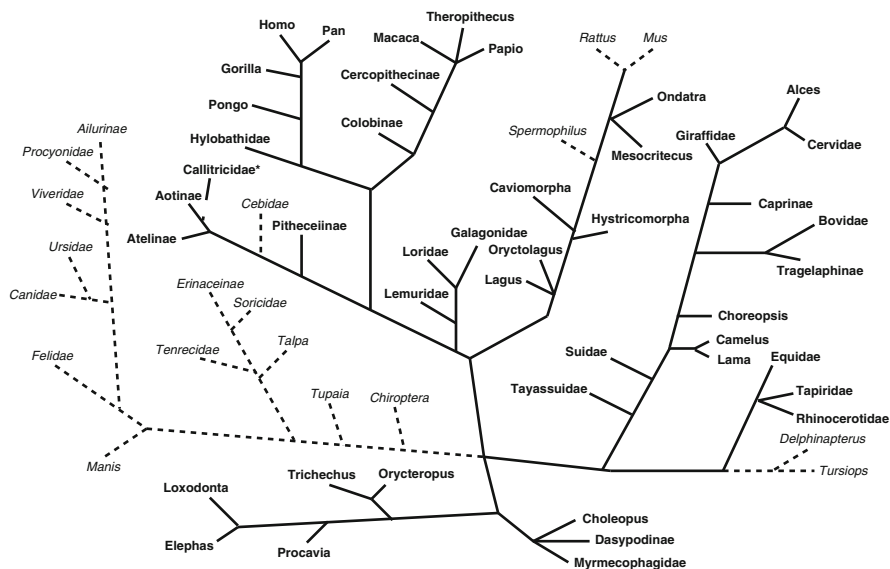 Theropithecus
Homo
Pan
Macaca
Papio
Rattus
Mus
Gorilla
Cercopithecinae
Pongo
Colobinae
Ondatra
Alces
Ailurinae
Hylobathidae
Spermophilus
Mesocritecus
Giraffidae
Cervidae
Procyonidae
Callitricidae*
Viveridae
Aotinae
Cebidae
Caviomorpha
Caprinae
Atelinae
Pitheceiinae
Galagonidae
Hystricomorpha
Bovidae
Ursidae
Loridae
Oryctolagus
Tragelaphinae
Canidae
Erinaceinae
Soricidae
Lemuridae
Lagus
Choreopsis
Felidae
Tenrecidae
Talpa
Suidae
Camelus
Lama
Equidae
Tupaia
Chiroptera
Tayassuidae
Tapiridae
Rhinocerotidae
Manis
Delphinapterus
Tursiops
Loxodonta
Trichechus
Orycteropus
Elephas
Procavia
Choleopus
Dasypodinae
Myrmecophagidae